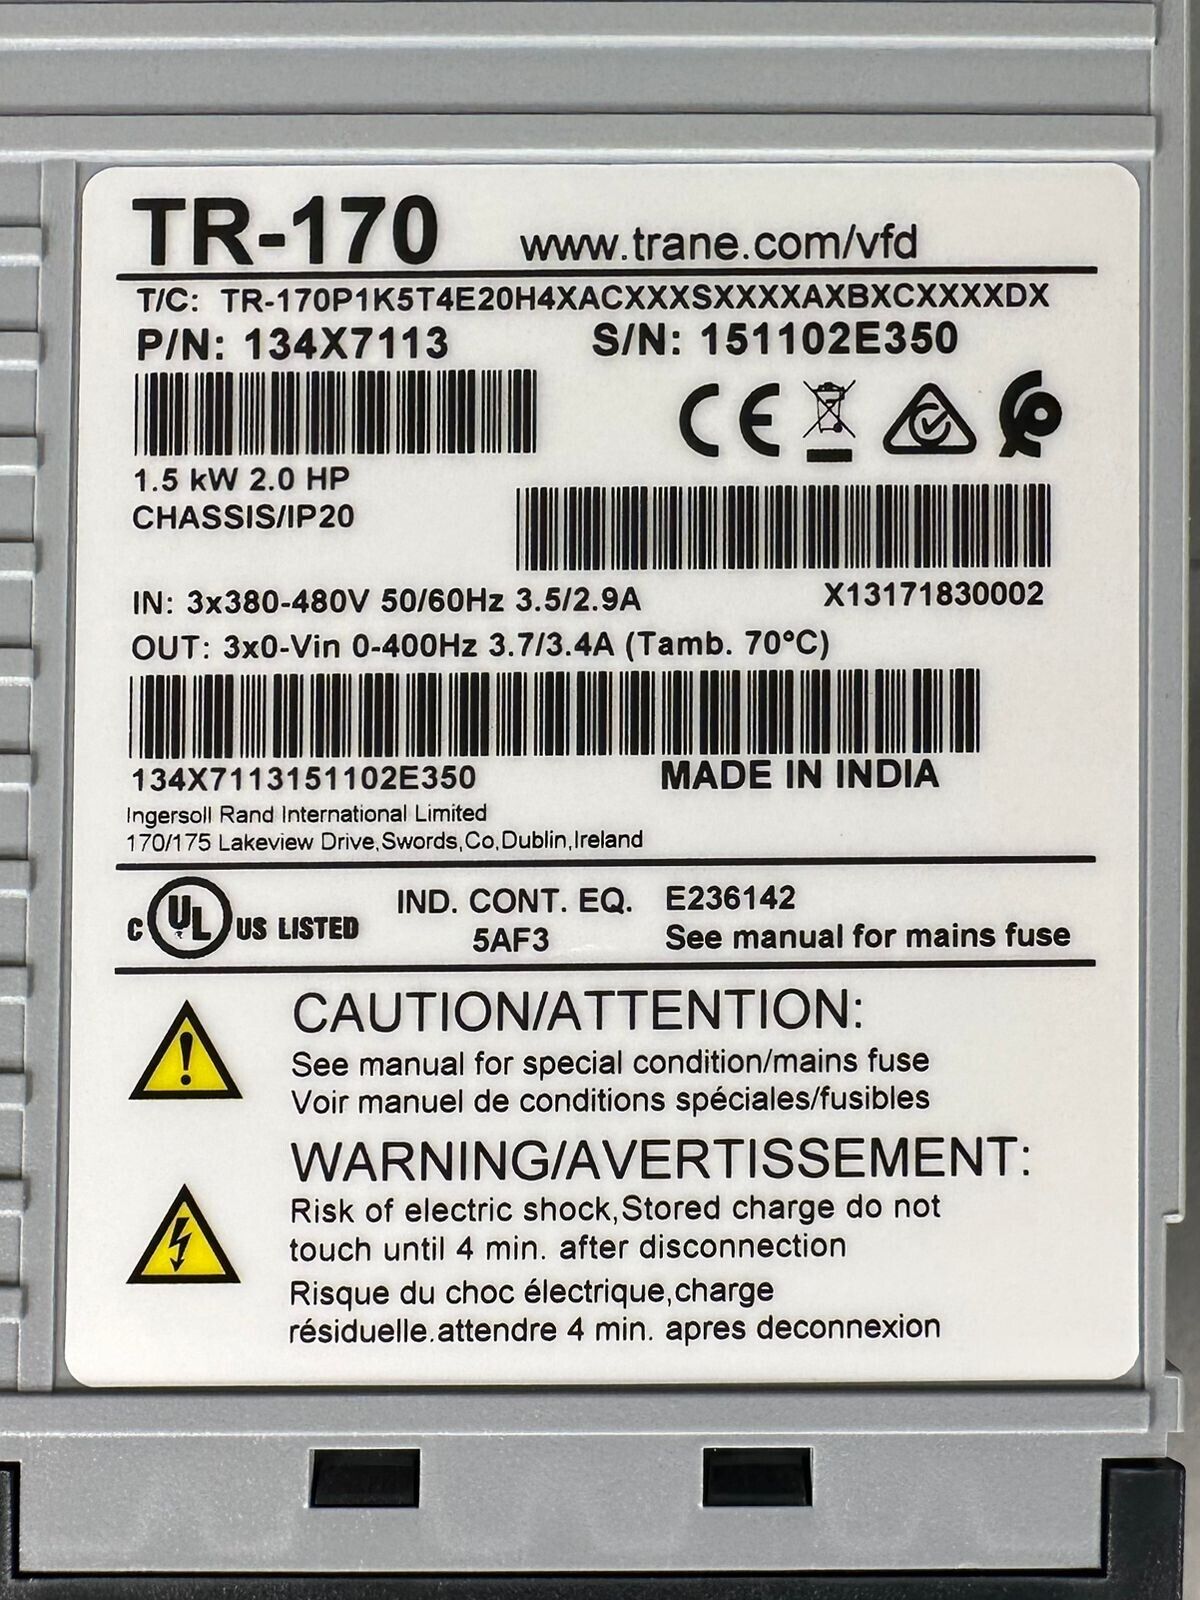 TR-170 www.trane.com/vfd
T/C: TR-170P1K5T4E20H4XACXXXSXXXXAXBXCXXXXDX
P/N: 134X7113 S/N: 151102E350
CE
1.5 kW 2.0 HP
CHASSIS/IP20
IN: 3x380-480V 50/60Hz 3.5/2.9A X13171830002
OUT: 3x0-Vin 0-400Hz 3.7/3.4A (Tamb. 70°C)
134X7113151102E350 MADE IN INDIA
Ingersoll Rand International Limited
170/175 Lakeview Drive,Swords,Co,Dublin,Ireland
C UL US LISTED IND. CONT. EQ. E236142
5AF3 See manual for mains fuse
CAUTION/ATTENTION:
See manual for special condition/mains fuse
Voir manuel de conditions spéciales/fusibles
WARNING/AVERTISSEMENT:
Risk of electric shock,Stored charge do not
touch until 4 min. after disconnection
Risque du choc électrique,charge
résiduelle.attendre 4 min. apres deconnexion